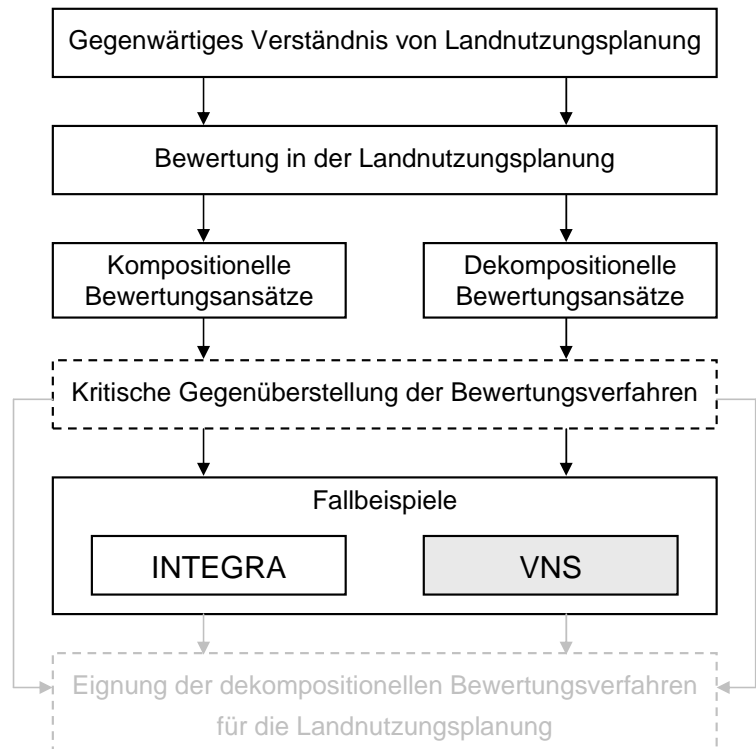 Gegenwärtiges Verständnis von Landnutzungsplanung
Bewertung in der Landnutzungsplanung
Kompositionelle
Bewertungsansätze
Dekompositionelle
Bewertungsansätze
Kritische Gegenüberstellung der Bewertungsverfahren
Fallbeispiele
INTEGRA
VNS
Eignung der dekompositionellen Bewertungsverfahren
für die Landnutzungsplanung